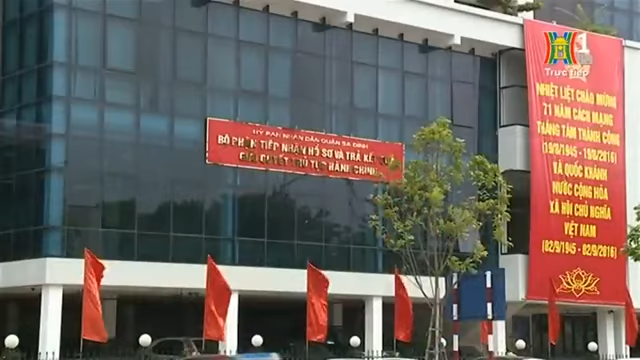 ỦY BAN NHÂN DÂN QUẬN BA ĐÌNH
BỘ PHẬN TIẾP NHẬN HỒ SƠ VÀ TRẢ KẾT QUẢ
GIẢI QUYẾT THỦ TỤC HÀNH CHÍNH
Trực tiếp
NHIỆT LIỆT CHÀO MỪNG
71 NĂM CÁCH MẠNG
THÁNG TÁM THÀNH CÔNG
(19/8/1945 - 19/8/2016)
VÀ QUỐC KHÁNH
NƯỚC CỘNG HÒA
XÃ HỘI CHỦ NGHĨA
VIỆT NAM
(02/9/1945 - 02/9/2016)